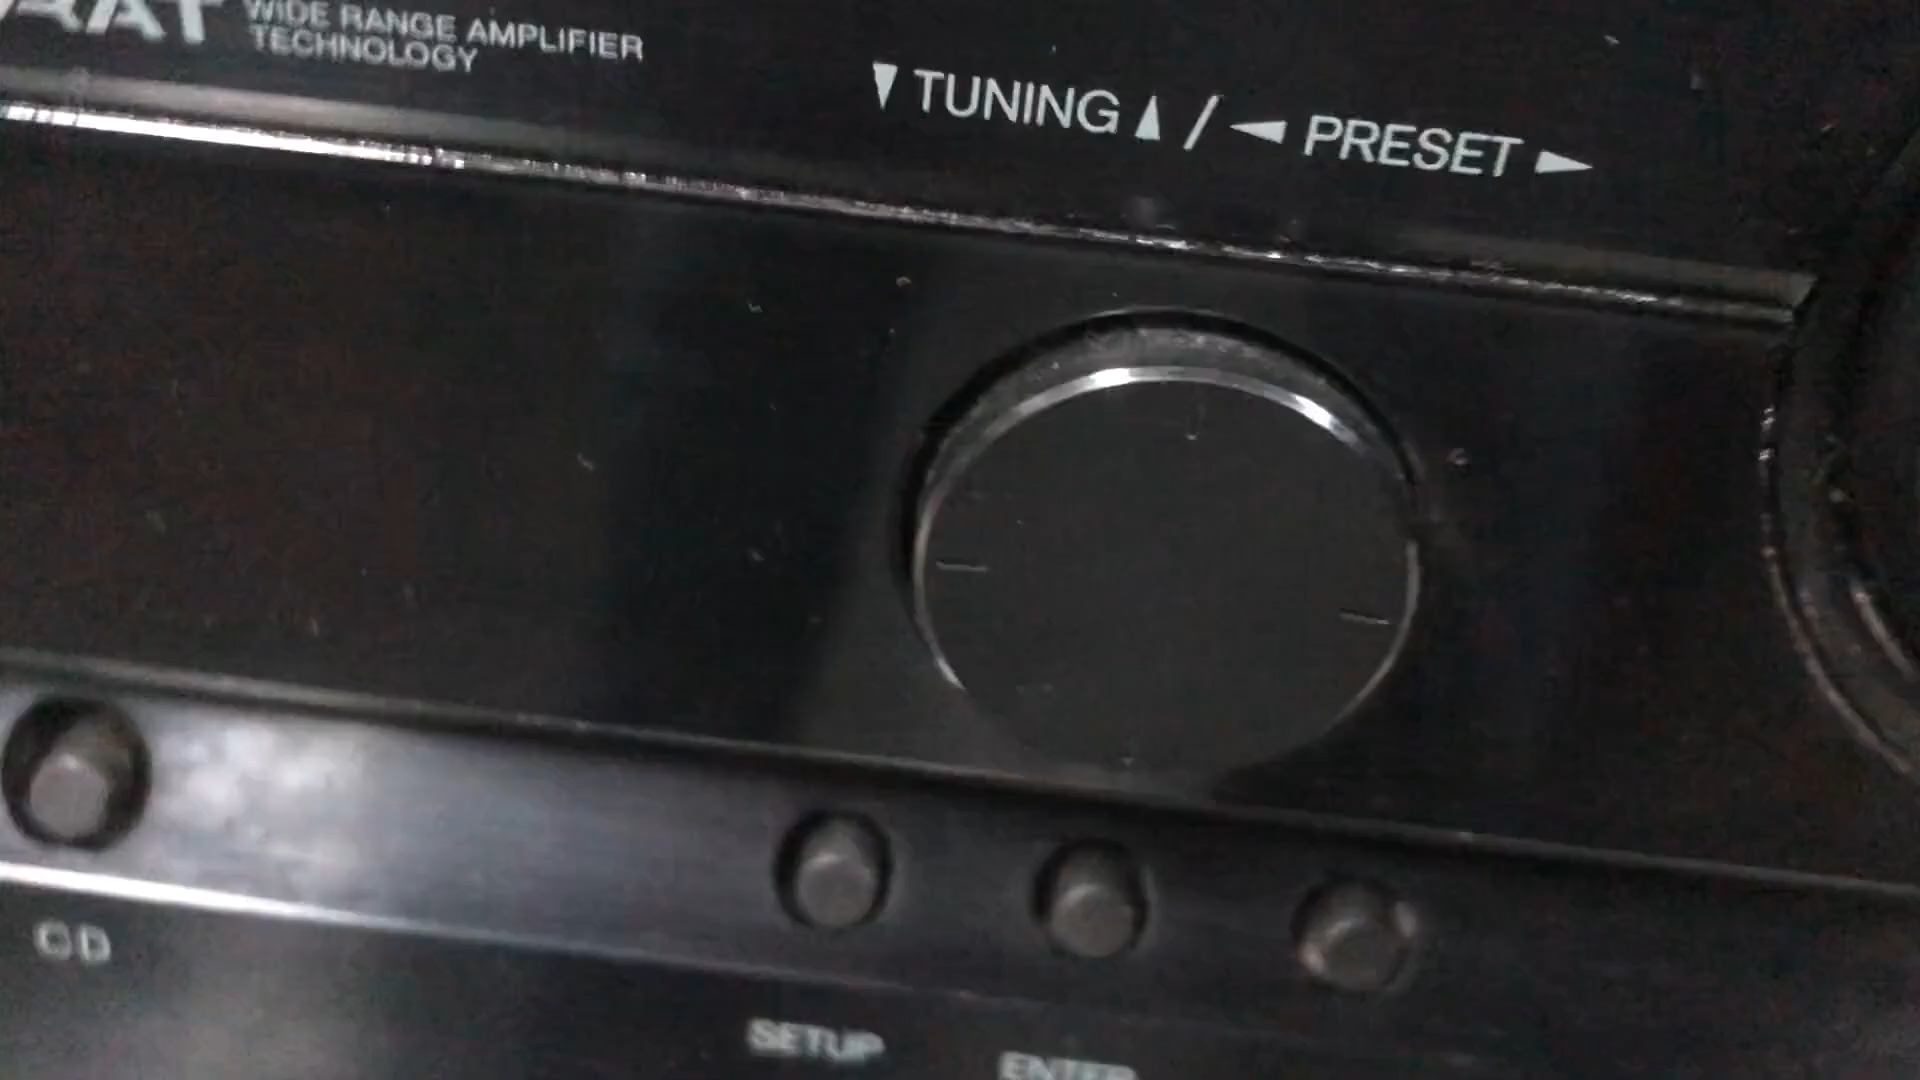 WIDE RANGE AMPLIFIER
TECHNOLOGY
▼ TUNING ▲ / ◄ PRESET ►
CD
SETUP
ENTER